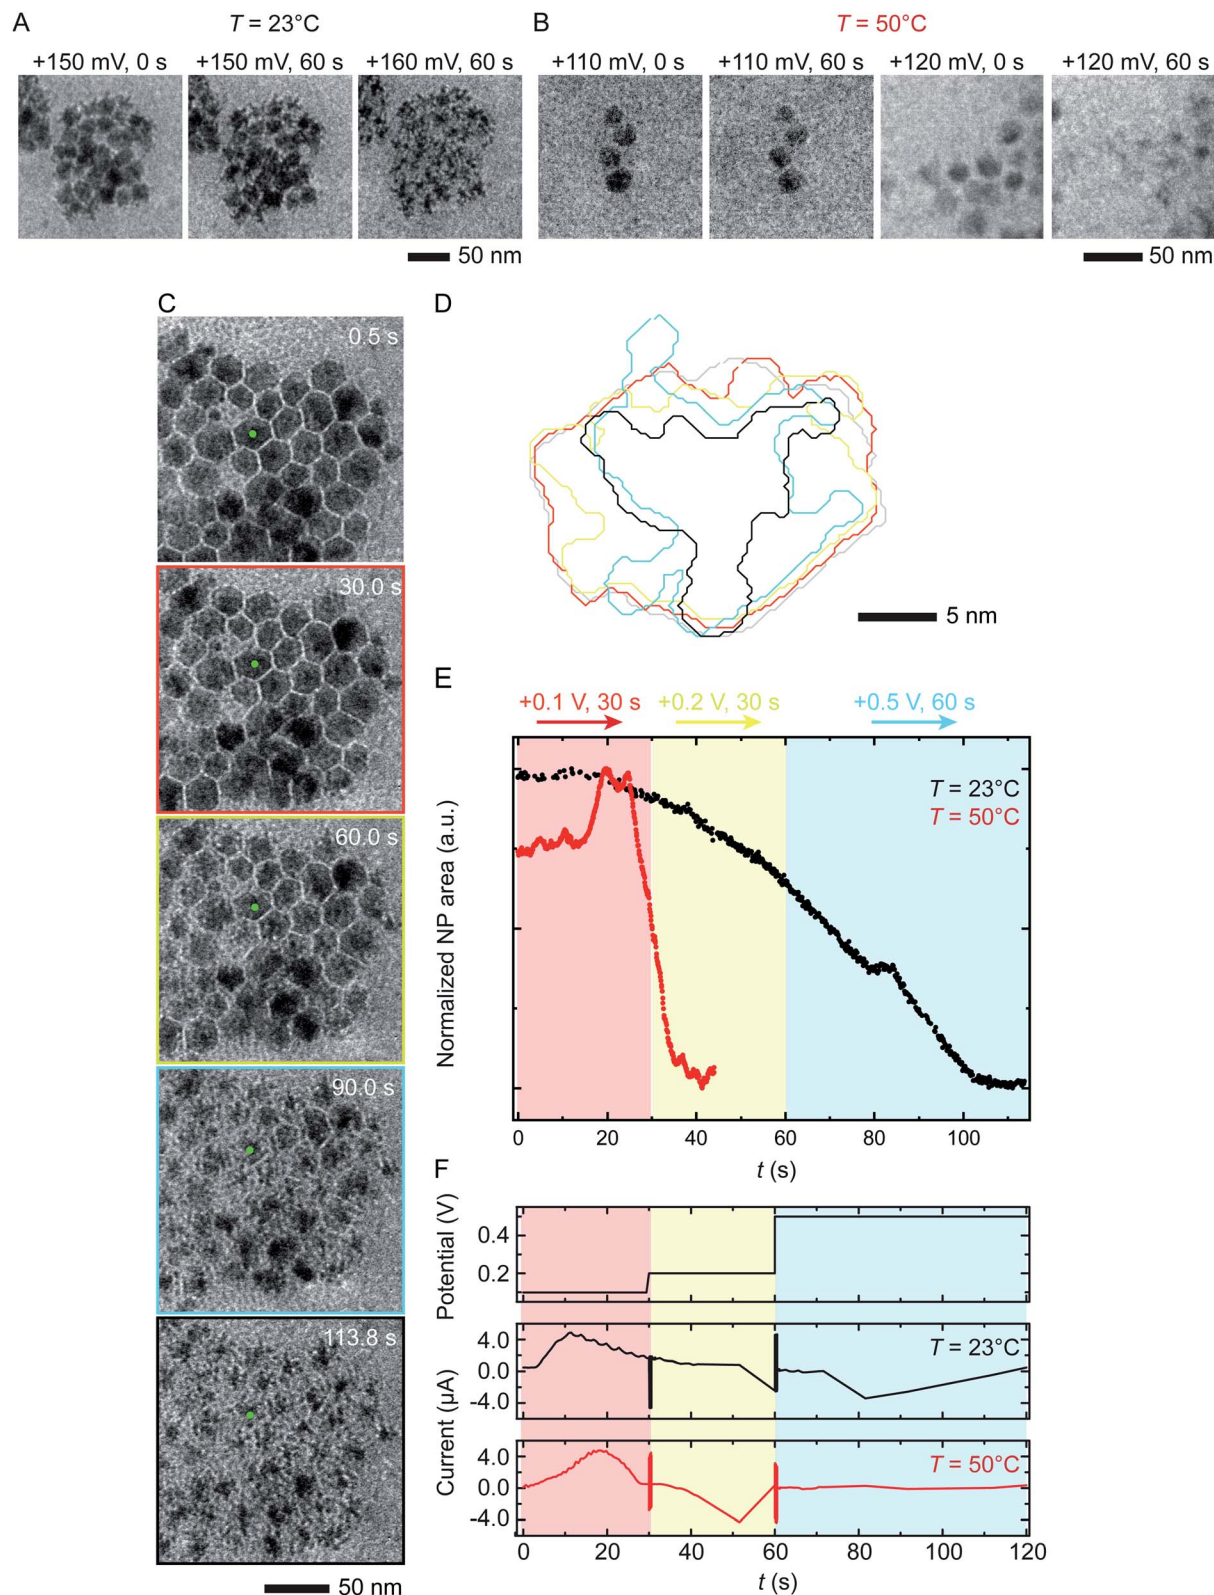 A
T = 23°C
B
T = 50°C
+150 mV, 0 s
+150 mV, 60 s
+160 mV, 60 s
+110 mV, 0 s
+110 mV, 60 s
+120 mV, 0 s
+120 mV, 60 s
50 nm
50 nm
C
0.5 s
30.0 s
60.0 s
90.0 s
113.8 s
50 nm
D
5 nm
E
+0.1 V, 30 s
+0.2 V, 30 s
+0.5 V, 60 s
T = 23°C
T = 50°C
Normalized NP area (a.u.)
0 20 40 60 80 100
t (s)
F
Potential (V)
0.4
0.2
Current (µA)
4.0
0.0
-4.0
T = 23°C
4.0
0.0
-4.0
T = 50°C
0 20 40 60 80 100 120
t (s)